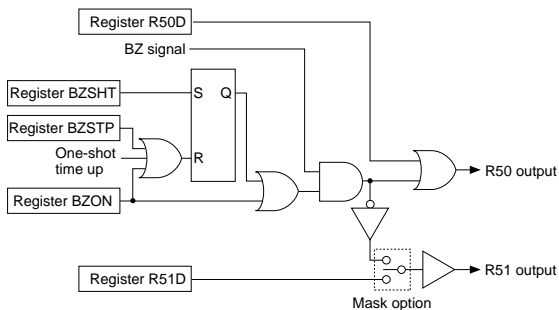 Register R50D
BZ signal
Register BZSHT
S Q
Register BZSTP
One-shot
time up
R
Register BZON
R50 output
Register R51D
R51 output
Mask option